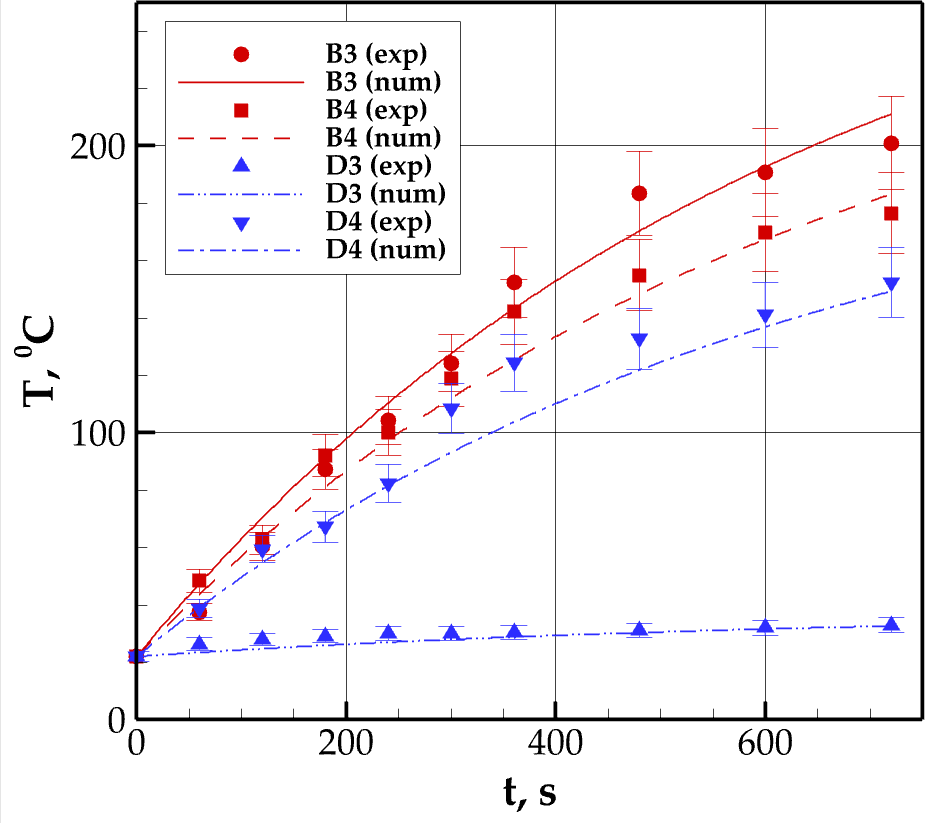 B3 (exp)
B3 (num)
B4 (exp)
B4 (num)
D3 (exp)
D3 (num)
D4 (exp)
D4 (num)
200
100
0
T, ⁰C
0 200 400 600
t, s